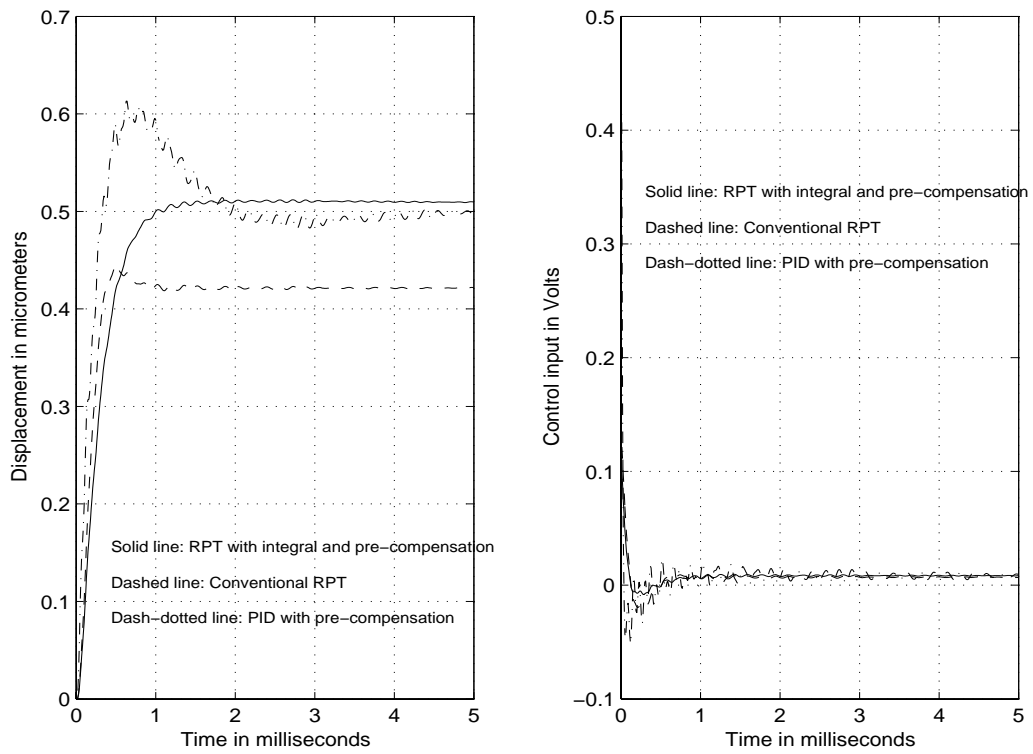 0.7
0.6
0.5
0.4
0.3
0.2
0.1
0
Displacement in micrometers
Solid line: RPT with integral and pre−compensation
Dashed line: Conventional RPT
Dash−dotted line: PID with pre−compensation
0 1 2 3 4 5
Time in milliseconds
0.5
0.4
0.3
0.2
0.1
0
−0.1
Control input in Volts
Solid line: RPT with integral and pre−compensation
Dashed line: Conventional RPT
Dash−dotted line: PID with pre−compensation
0 1 2 3 4 5
Time in milliseconds